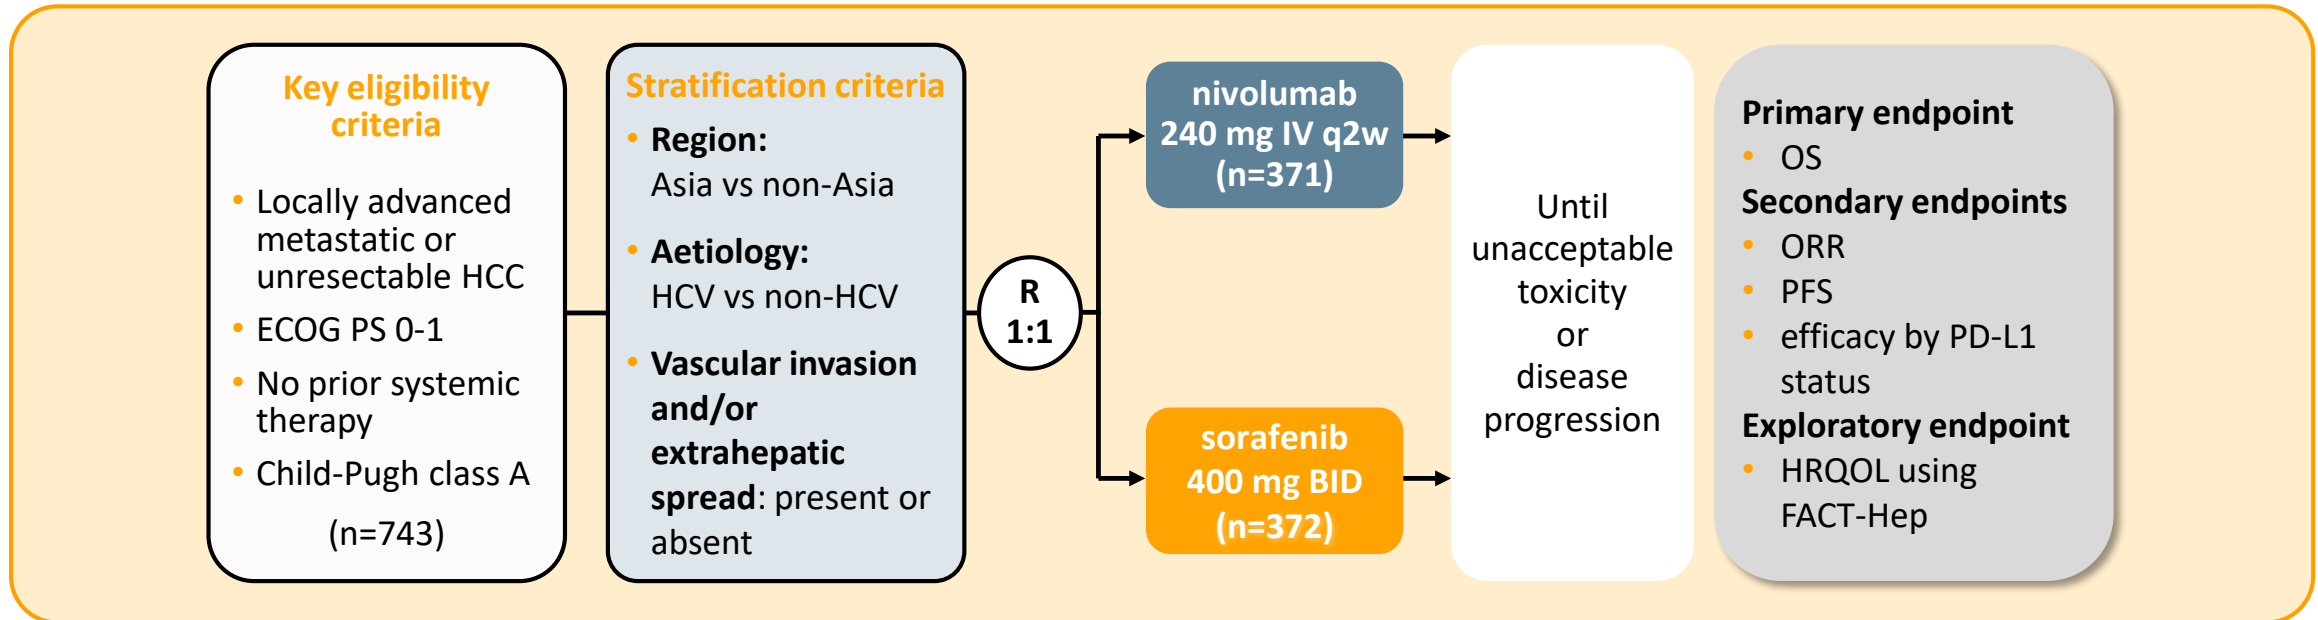 Key eligibility
criteria
• Locally advanced
metastatic or
unresectable HCC
• ECOG PS 0-1
• No prior systemic
therapy
• Child-Pugh class A
(n=743)
Stratification criteria
• Region:
Asia vs non-Asia
• Aetiology:
HCV vs non-HCV
• Vascular invasion
and/or
extrahepatic
spread: present or
absent
R
1:1
nivolumab
240 mg IV q2w
(n=371)
sorafenib
400 mg BID
(n=372)
Until
unacceptable
toxicity
or
disease
progression
Primary endpoint
• OS
Secondary endpoints
• ORR
• PFS
• efficacy by PD-L1
status
Exploratory endpoint
• HRQOL using
FACT-Hep